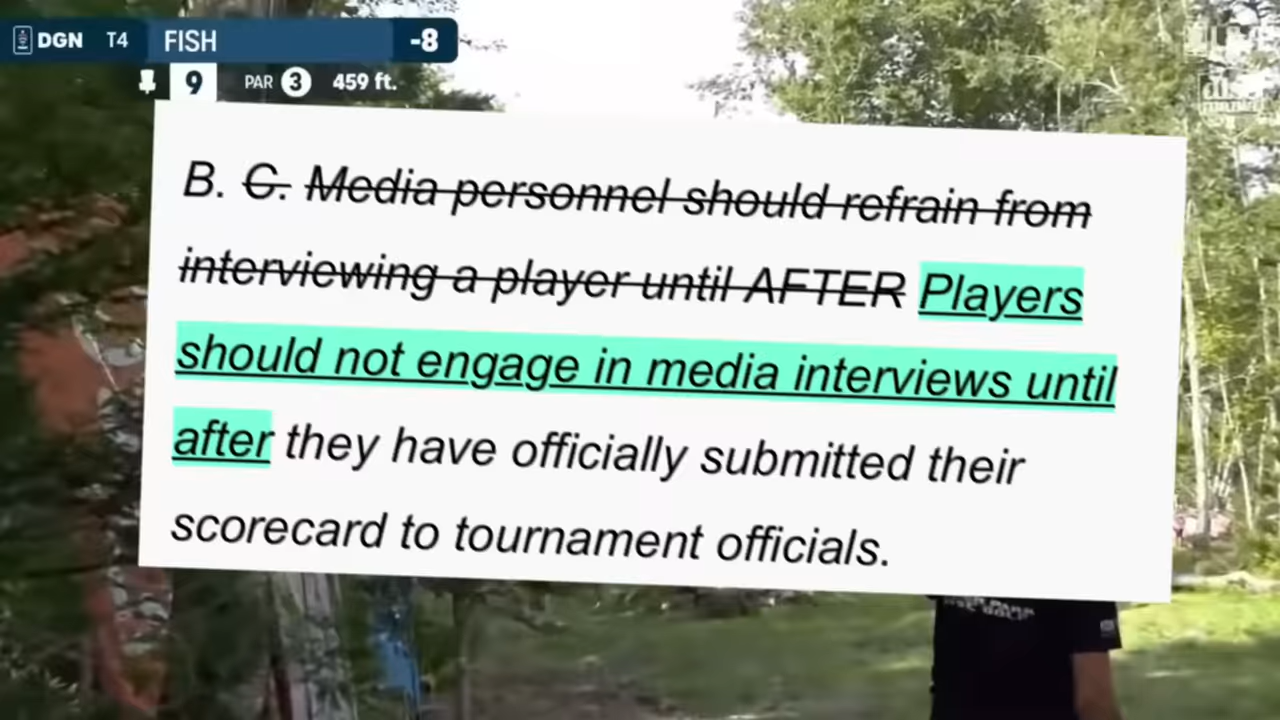 DGN T4 FISH -8
9 PAR 3 459 ft.
B. C. Media personnel should refrain from
interviewing a player until AFTER Players
should not engage in media interviews until
after they have officially submitted their
scorecard to tournament officials.